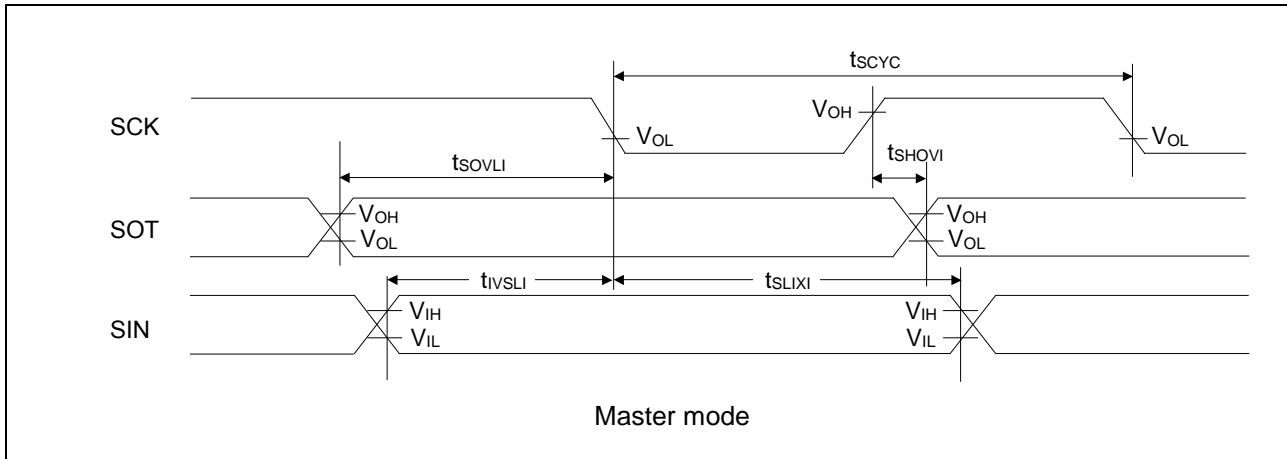 tSCYC
SCK VOL VOH VOL
tSOVLI tSHOVI
SOT VOH VOL VOH VOL
tIVSLI tSLIXI
SIN VIH VIL VIH VIL
Master mode